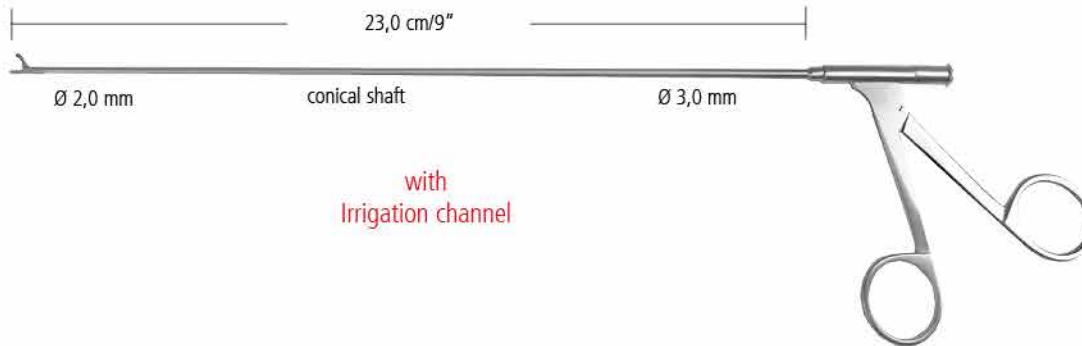 23,0 cm/9"
Ø 2,0 mm
conical shaft
Ø 3,0 mm
with
Irrigation channel